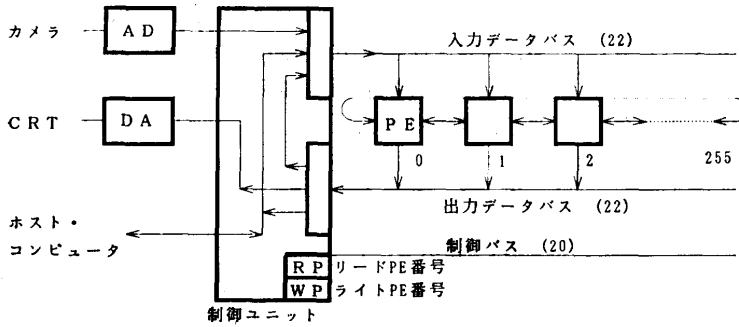 カメラ
AD
入力データバス (22)
CRT
DA
PE
0
1
2
255
出力データバス (22)
ホスト・
コンピュータ
制御バス (20)
RP リードPE番号
WP ライトPE番号
制御ユニット